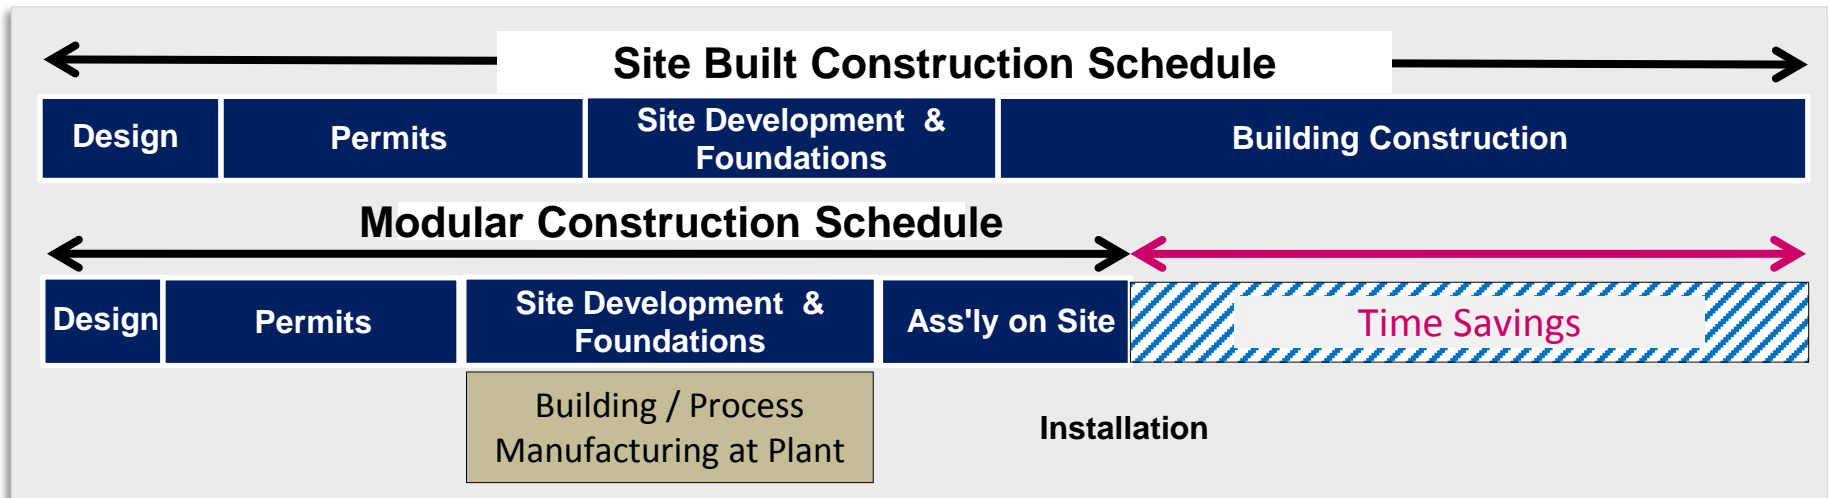 Site Built Construction Schedule
Design
Permits
Site Development &
Foundations
Building Construction
Modular Construction Schedule
Design
Permits
Site Development &
Foundations
Ass'ly on Site
Time Savings
Building / Process
Manufacturing at Plant
Installation